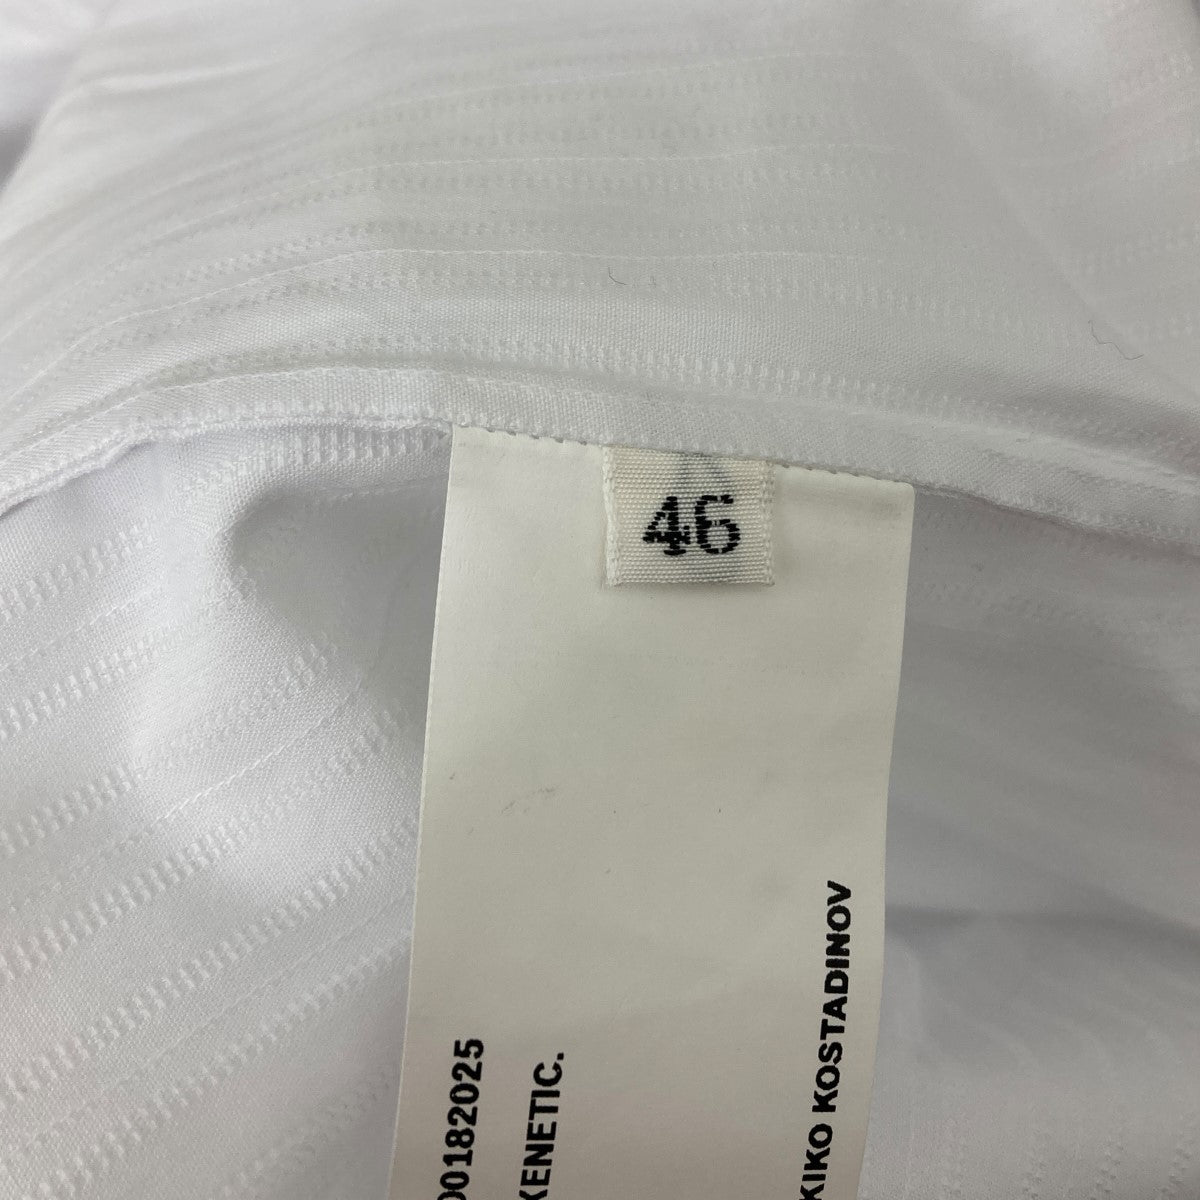 46
00182025
KENETIC.
KIKO KOSTADINOV